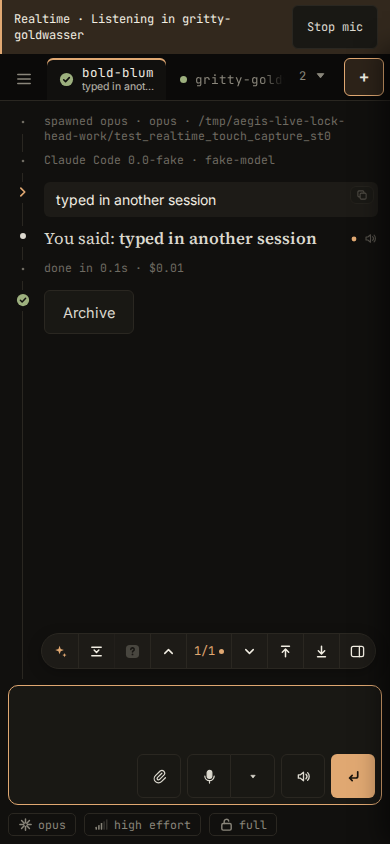 Realtime · Listening in gritty-
goldwasser
Stop mic
bold-blum
typed in anot...
gritty-gold
2
+
spawned opus · opus · /tmp/aegis-live-lock-
head-work/test_realtime_touch_capture_st0
Claude Code 0.0-fake · fake-model
typed in another session
You said: typed in another session
done in 0.1s · $0.01
Archive
?
1/1
opus
high effort
full